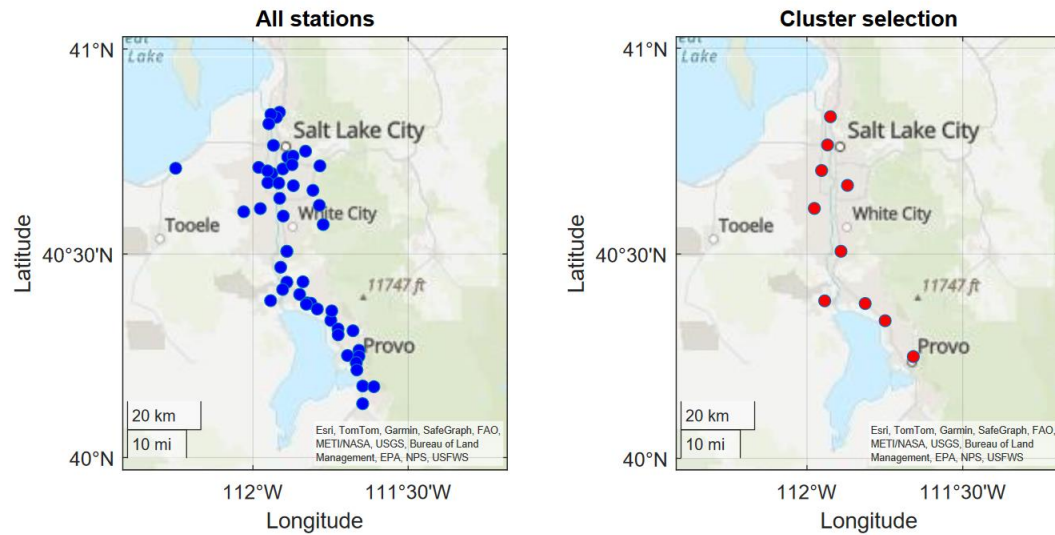 All stations
Cluster selection
41°N
eat
Lake
Salt Lake City
Tooele
White City
40°30'N
11747 ft
Provo
20 km
10 mi
Esri, TomTom, Garmin, SafeGraph, FAO,
METI/NASA, USGS, Bureau of Land
Management, EPA, NPS, USFWS
40°N
112°W
111°30'W
Longitude
Latitude
41°N
eat
Lake
Salt Lake City
Tooele
White City
40°30'N
11747 ft
Provo
20 km
10 mi
Esri, TomTom, Garmin, SafeGraph, FAO,
METI/NASA, USGS, Bureau of Land
Management, EPA, NPS, USFWS
40°N
112°W
111°30'W
Longitude
Latitude